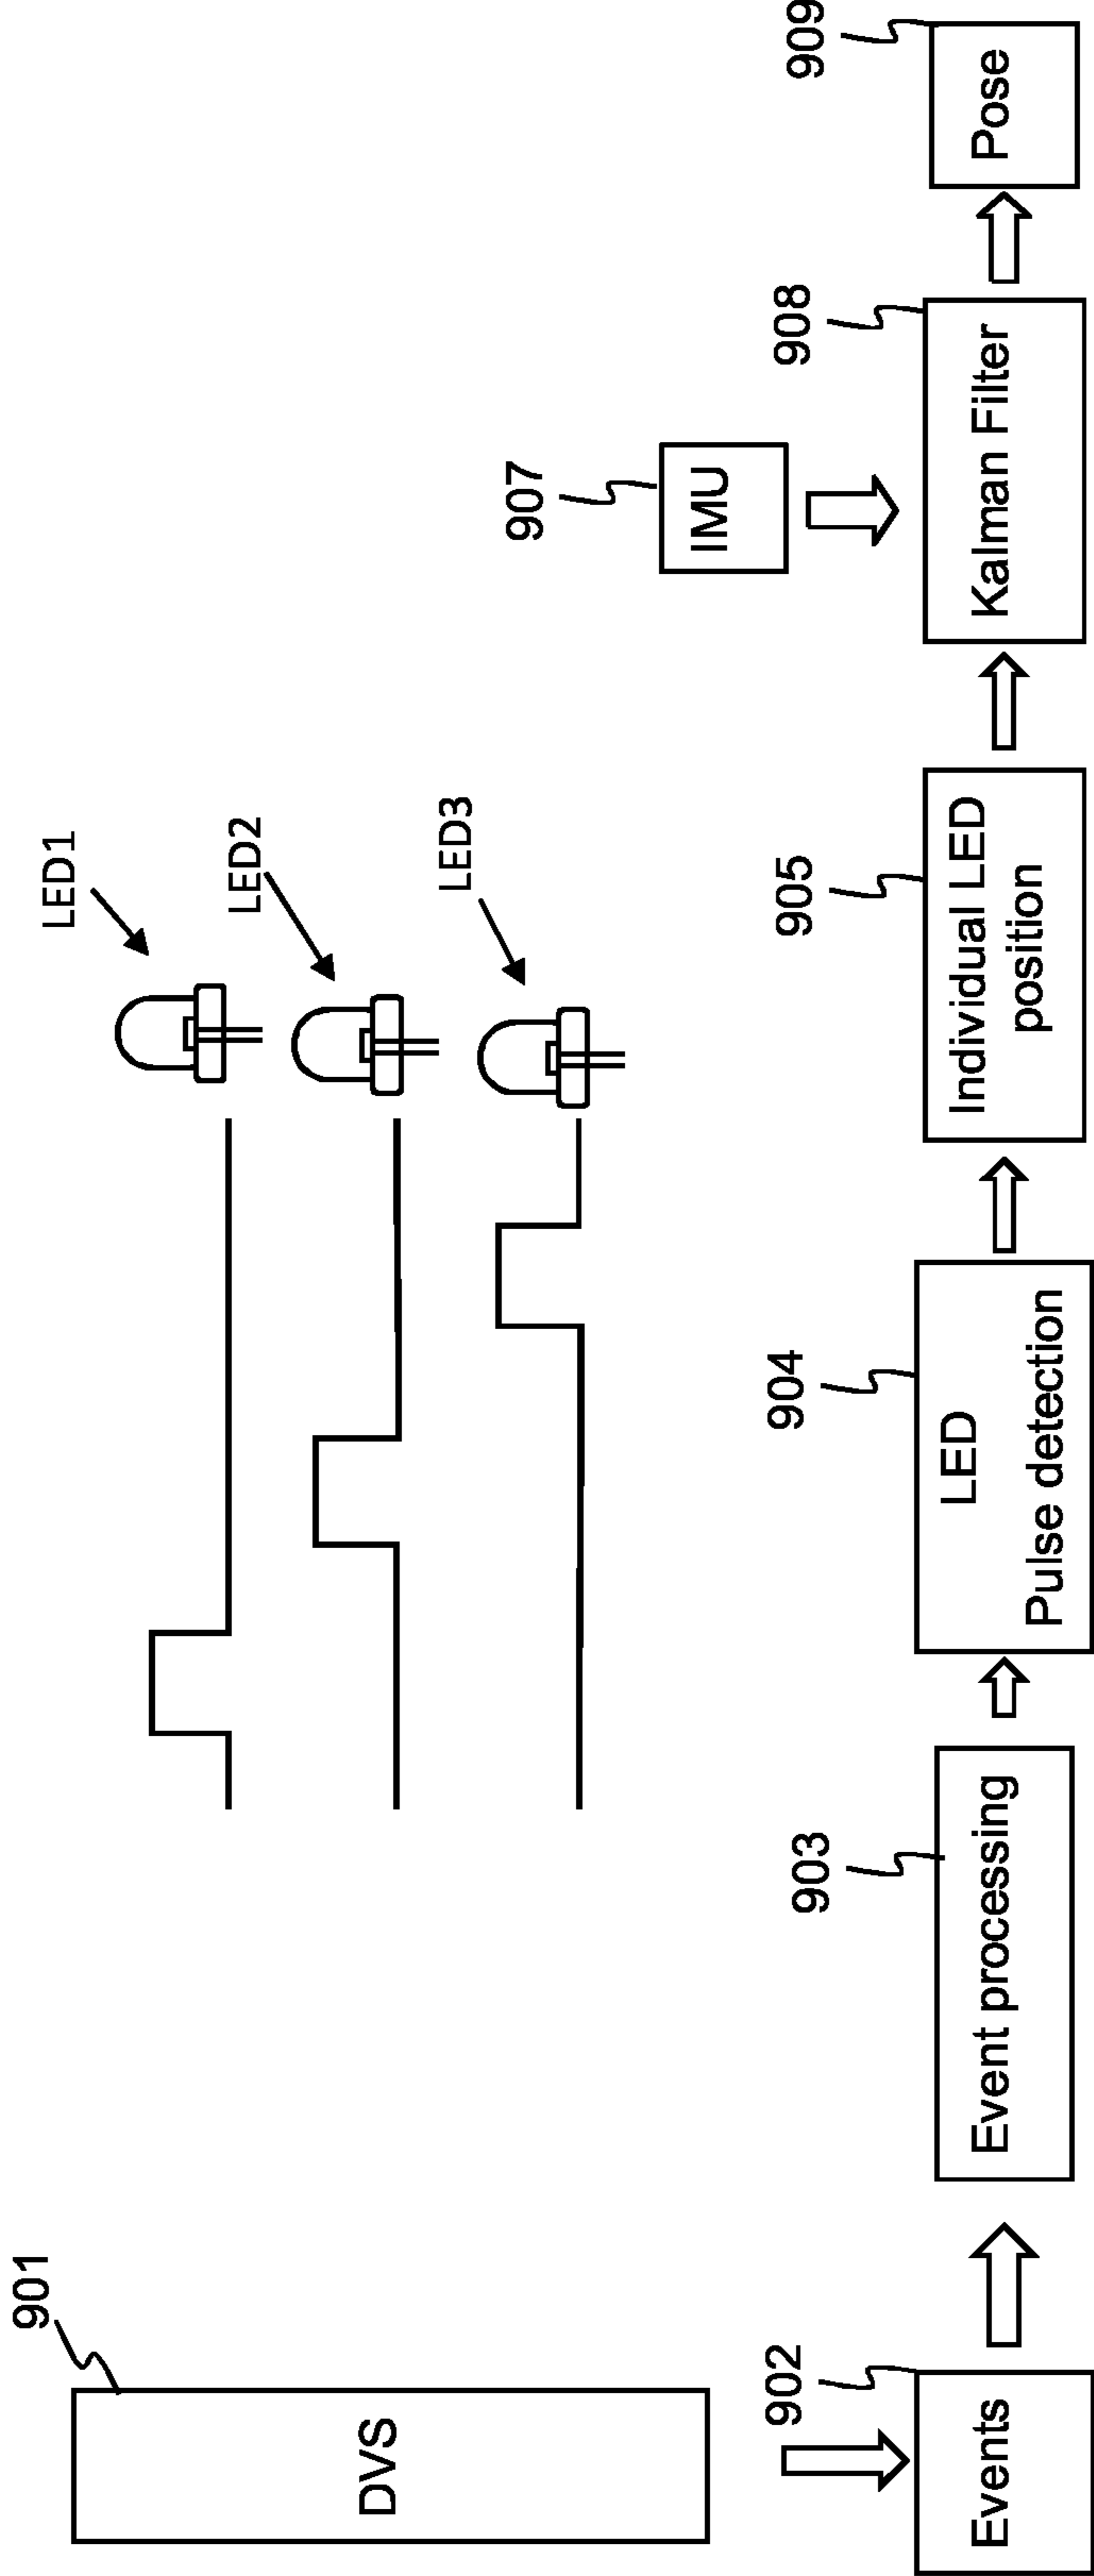 901
DVS
LED1
LED2
LED3
902
Events
903
Event processing
904
LED
Pulse detection
905
Individual LED
position
907
IMU
908
Kalman Filter
909
Pose